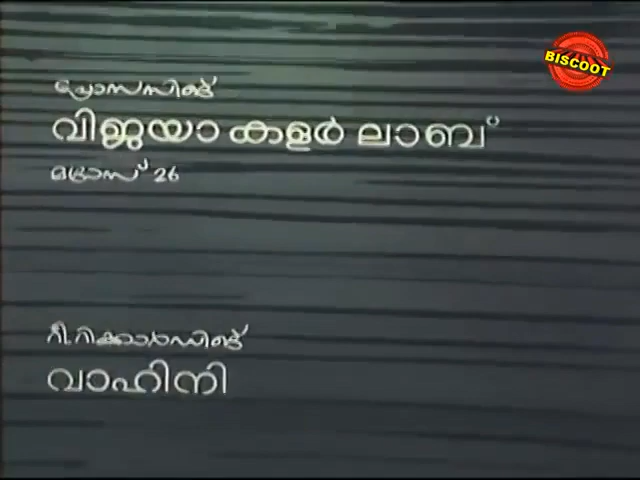 BISCOOT
പ്രോസസിങ്ങ്
വിജയാ കളർ ലാബ്
മദ്രാസ് 26
റീ.റിക്കാർഡിങ്ങ്
വാഹിനി